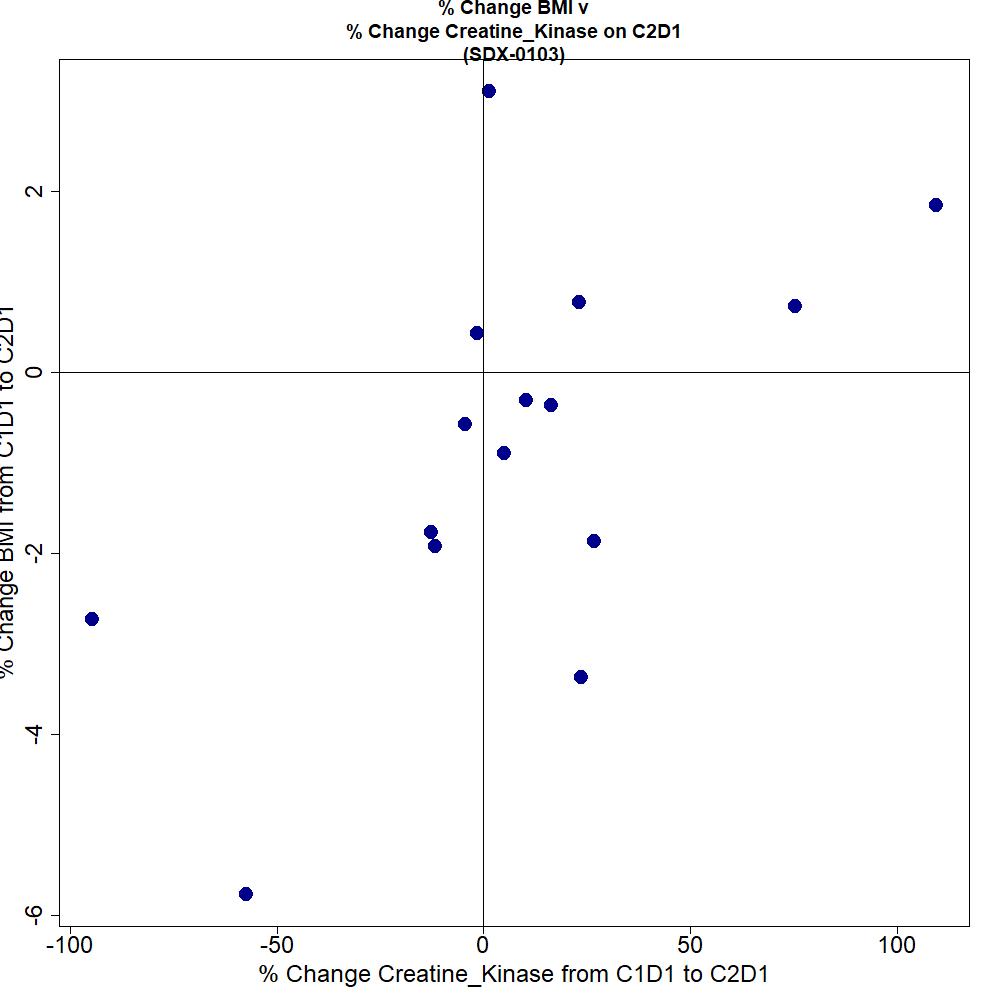 % Change BMI v
% Change Creatine_Kinase on C2D1
(SDX-0103)
% Change BMI from C1D1 to C2D1
2
0
-2
-4
-6
-100
-50
0
50
100
% Change Creatine_Kinase from C1D1 to C2D1